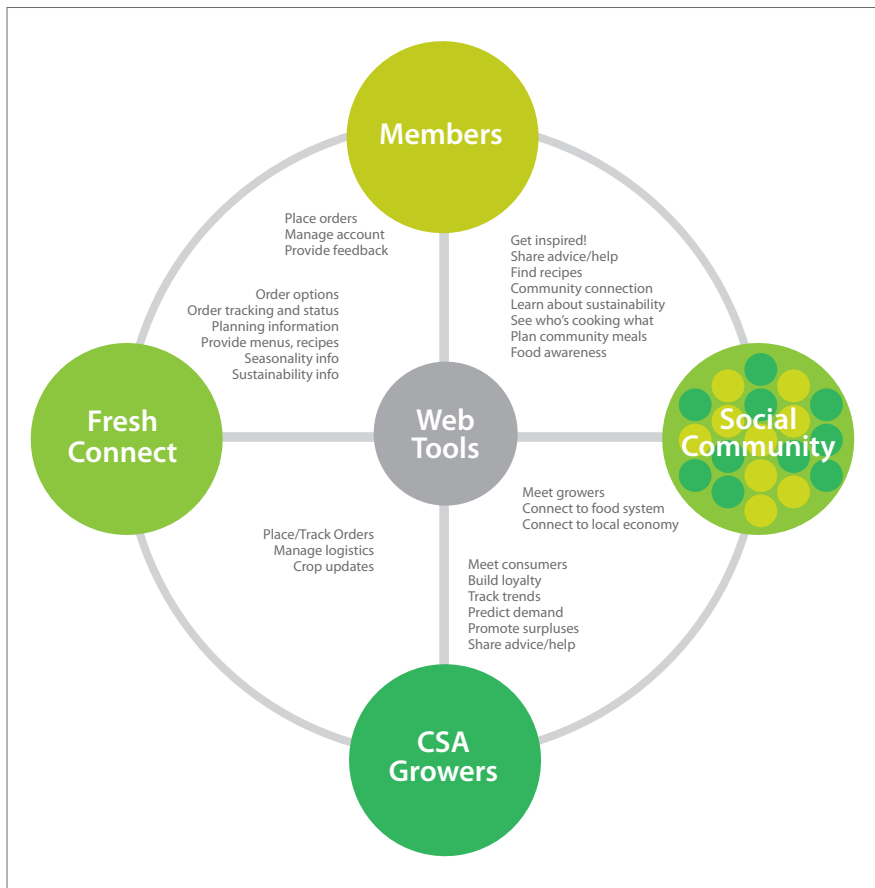 Members
Place orders
Manage account
Provide feedback
Get inspired!
Share advice/help
Find recipes
Community connection
Learn about sustainability
See who's cooking what
Plan community meals
Food awareness
Order options
Order tracking and status
Planning information
Provide menus, recipes
Seasonality info
Sustainability info
Fresh
Connect
Web
Tools
Social
Community
Meet growers
Connect to food system
Connect to local economy
Place/Track Orders
Manage logistics
Crop updates
Meet consumers
Build loyalty
Track trends
Predict demand
Promote surpluses
Share advice/help
CSA
Growers